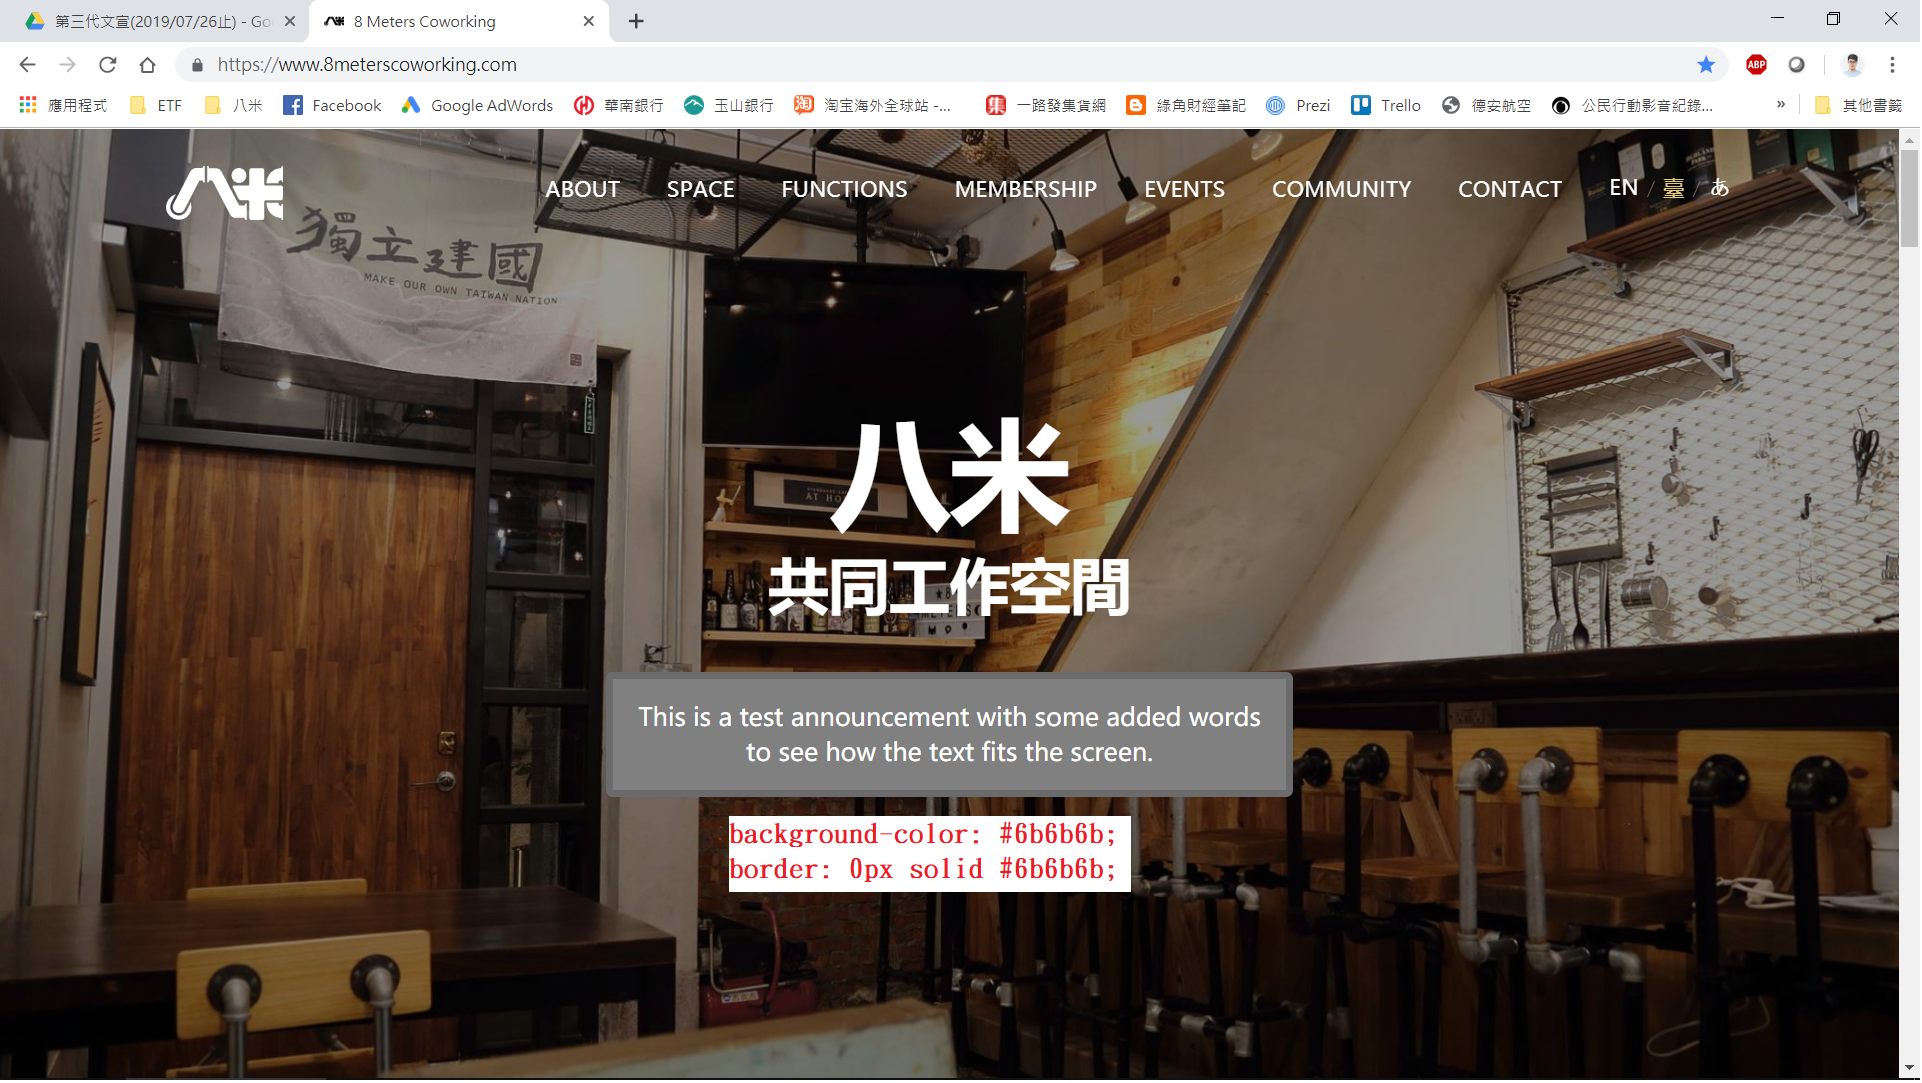 第三代文宣(2019/07/26止) - Go
8 Meters Coworking
https://www.8meterscoworking.com
ABP
應用程式
ETF
八米
Facebook
Google AdWords
華南銀行
玉山銀行
淘宝海外全球站 -...
一路發集貨網
綠角財經筆記
Prezi
Trello
德安航空
公民行動影音紀錄...
»
其他書籤
八米
ABOUT
SPACE
FUNCTIONS
MEMBERSHIP
EVENTS
COMMUNITY
CONTACT
EN / 臺 / あ
獨立建國
MAKE OUR OWN TAIWAN NATION
AT HO
八米
共同工作空間
This is a test announcement with some added words
to see how the text fits the screen.
background-color: #6b6b6b;
border: 0px solid #6b6b6b;